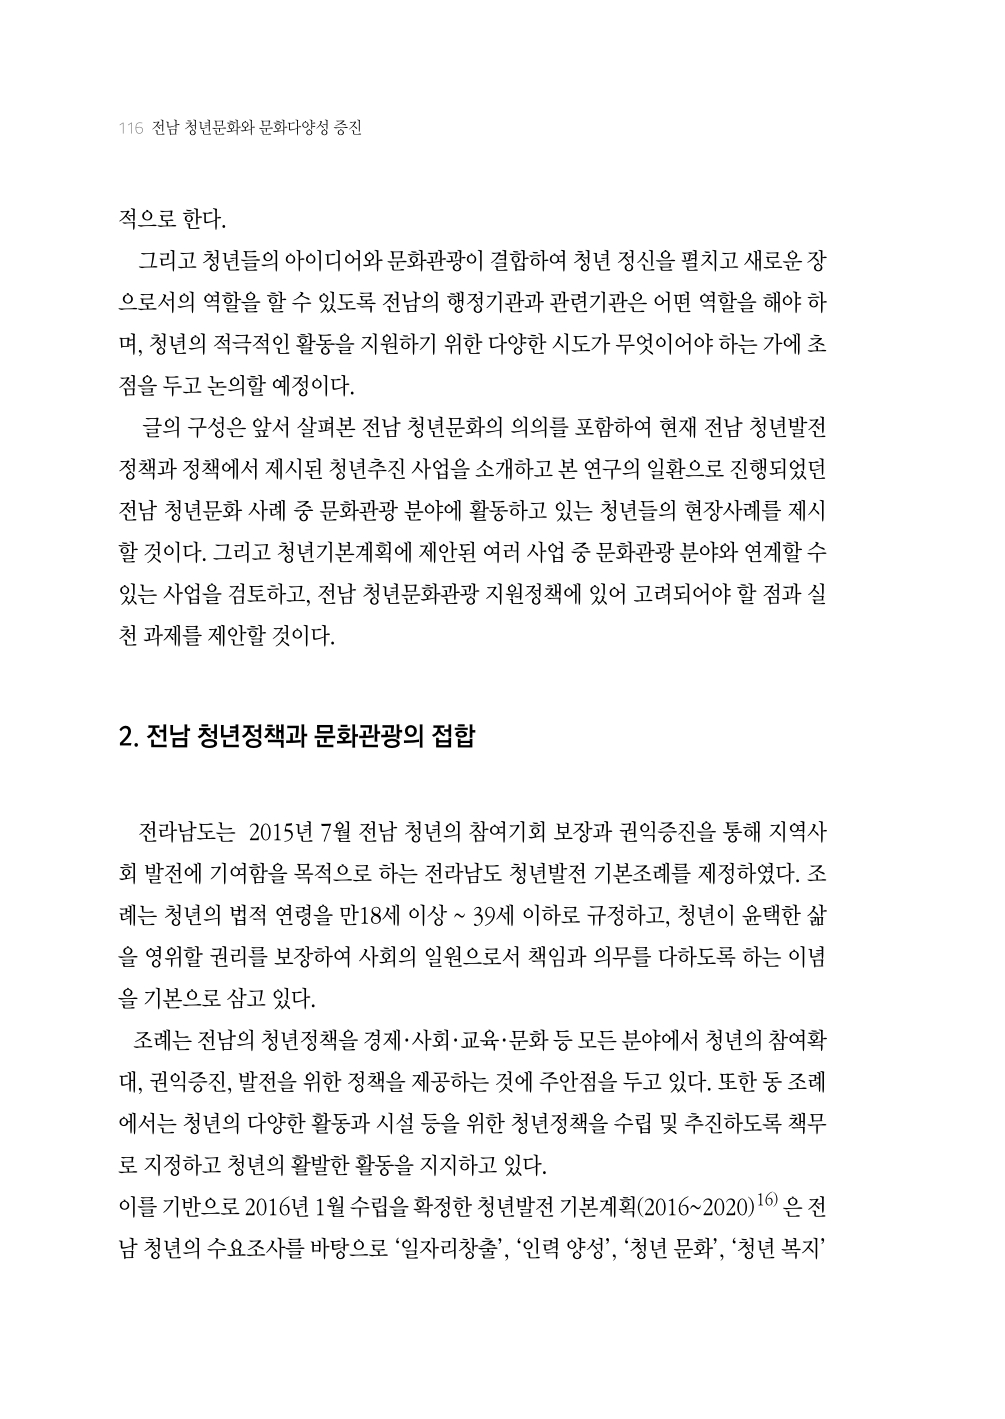 116 전남 청년문화와 문화다양성 증진
적으로 한다.
그리고 청년들의 아이디어와 문화관광이 결합하여 청년 정신을 펼치고 새로운 장
으로서의 역할을 할 수 있도록 전남의 행정기관과 관련기관은 어떤 역할을 해야 하
며, 청년의 적극적인 활동을 지원하기 위한 다양한 시도가 무엇이어야 하는 가에 초
점을 두고 논의할 예정이다.
글의 구성은 앞서 살펴본 전남 청년문화의 의의를 포함하여 현재 전남 청년발전
정책과 정책에서 제시된 청년추진 사업을 소개하고 본 연구의 일환으로 진행되었던
전남 청년문화 사례 중 문화관광 분야에 활동하고 있는 청년들의 현장사례를 제시
할 것이다. 그리고 청년기본계획에 제안된 여러 사업 중 문화관광 분야와 연계할 수
있는 사업을 검토하고, 전남 청년문화관광 지원정책에 있어 고려되어야 할 점과 실
천 과제를 제안할 것이다.
2. 전남 청년정책과 문화관광의 접합
전라남도는 2015년 7월 전남 청년의 참여기회 보장과 권익증진을 통해 지역사
회 발전에 기여함을 목적으로 하는 전라남도 청년발전 기본조례를 제정하였다. 조
례는 청년의 법적 연령을 만18세 이상 ~ 39세 이하로 규정하고, 청년이 윤택한 삶
을 영위할 권리를 보장하여 사회의 일원으로서 책임과 의무를 다하도록 하는 이념
을 기본으로 삼고 있다.
조례는 전남의 청년정책을 경제·사회·교육·문화 등 모든 분야에서 청년의 참여확
대, 권익증진, 발전을 위한 정책을 제공하는 것에 주안점을 두고 있다. 또한 동 조례
에서는 청년의 다양한 활동과 시설 등을 위한 청년정책을 수립 및 추진하도록 책무
로 지정하고 청년의 활발한 활동을 지지하고 있다.
이를 기반으로 2016년 1월 수립을 확정한 청년발전 기본계획(2016~2020)16) 은 전
남 청년의 수요조사를 바탕으로 ‘일자리창출’, ‘인력 양성’, ‘청년 문화’, ‘청년 복지’